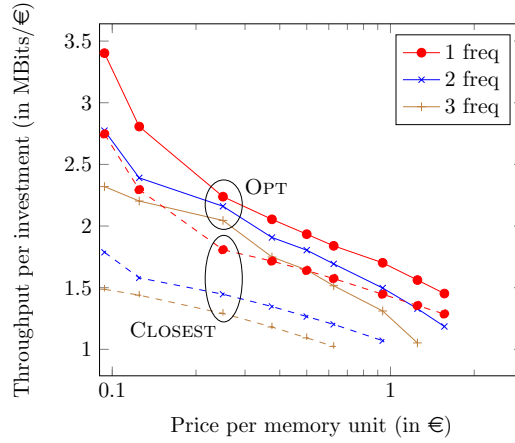 Throughput per investment (in MBits/€)
3.5
3
2.5
2
1.5
1
1 freq
2 freq
3 freq
OPT
CLOSEST
0.1
1
Price per memory unit (in €)